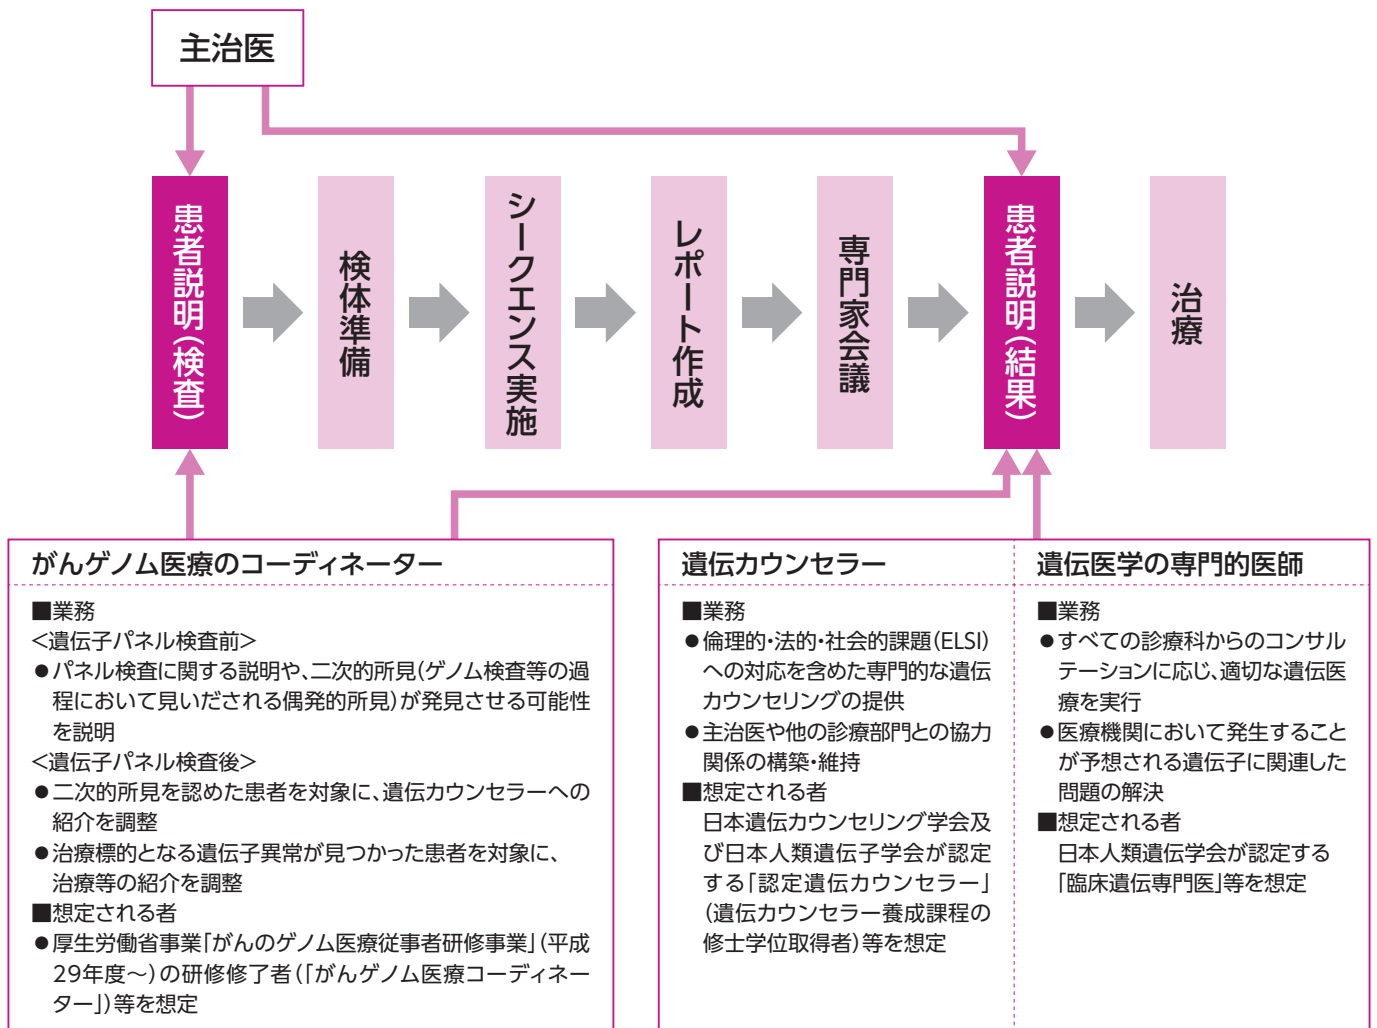 主治医
患者説明（検査）
検体準備
シークエンス実施
レポート作成
専門家会議
患者説明（結果）
治療
がんゲノム医療のコーディネーター
■業務
<遺伝子パネル検査前>
●パネル検査に関する説明や、二次的所見（ゲノム検査等の過
程において見いだされる偶発的所見）が発見させる可能性
を説明
<遺伝子パネル検査後>
●二次的所見を認めた患者を対象に、遺伝カウンセラーへの
紹介を調整
●治療標的となる遺伝子異常が見つかった患者を対象に、
治療等の紹介を調整
■想定される者
●厚生労働省事業「がんのゲノム医療従事者研修事業」（平成
29年度〜）の研修修了者（「がんゲノム医療コーディネー
ター」）等を想定
遺伝カウンセラー
■業務
●倫理的・法的・社会的課題（ELSI）
への対応を含めた専門的な遺伝
カウンセリングの提供
●主治医や他の診療部門との協力
関係の構築・維持
■想定される者
日本遺伝カウンセリング学会及
び日本人類遺伝子学会が認定
する「認定遺伝カウンセラー」
（遺伝カウンセラー養成課程の
修士学位取得者）等を想定
遺伝医学の専門的医師
■業務
●すべての診療科からのコンサル
テーションに応じ、適切な遺伝医
療を実行
●医療機関において発生すること
が予想される遺伝子に関連した
問題の解決
■想定される者
日本人類遺伝学会が認定する
「臨床遺伝専門医」等を想定